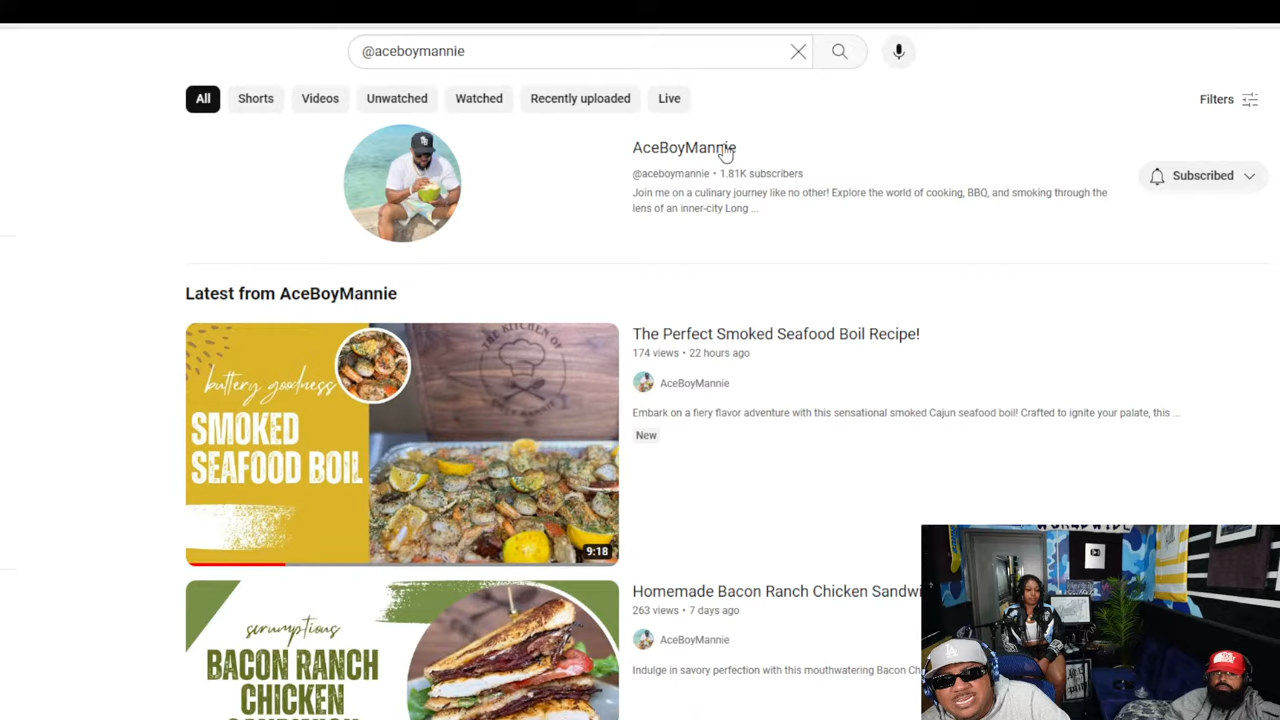 @aceboymannie
All Shorts Videos Unwatched Watched Recently uploaded Live Filters
AceBoyMannie
@aceboymannie • 1.81K subscribers
Subscribed
Join me on a culinary journey like no other! Explore the world of cooking, BBQ, and smoking through the
lens of an inner-city Long ...
Latest from AceBoyMannie
buttery goodness
SMOKED
SEAFOOD BOIL
THE KITCHEN OF
9:18
The Perfect Smoked Seafood Boil Recipe!
174 views • 22 hours ago
AceBoyMannie
Embark on a fiery flavor adventure with this sensational smoked Cajun seafood boil! Crafted to ignite your palate, this ...
New
scrumptious
BACON RANCH
CHICKEN
Homemade Bacon Ranch Chicken Sandwi
263 views • 7 days ago
AceBoyMannie
Indulge in savory perfection with this mouthwatering Bacon Ch
LA